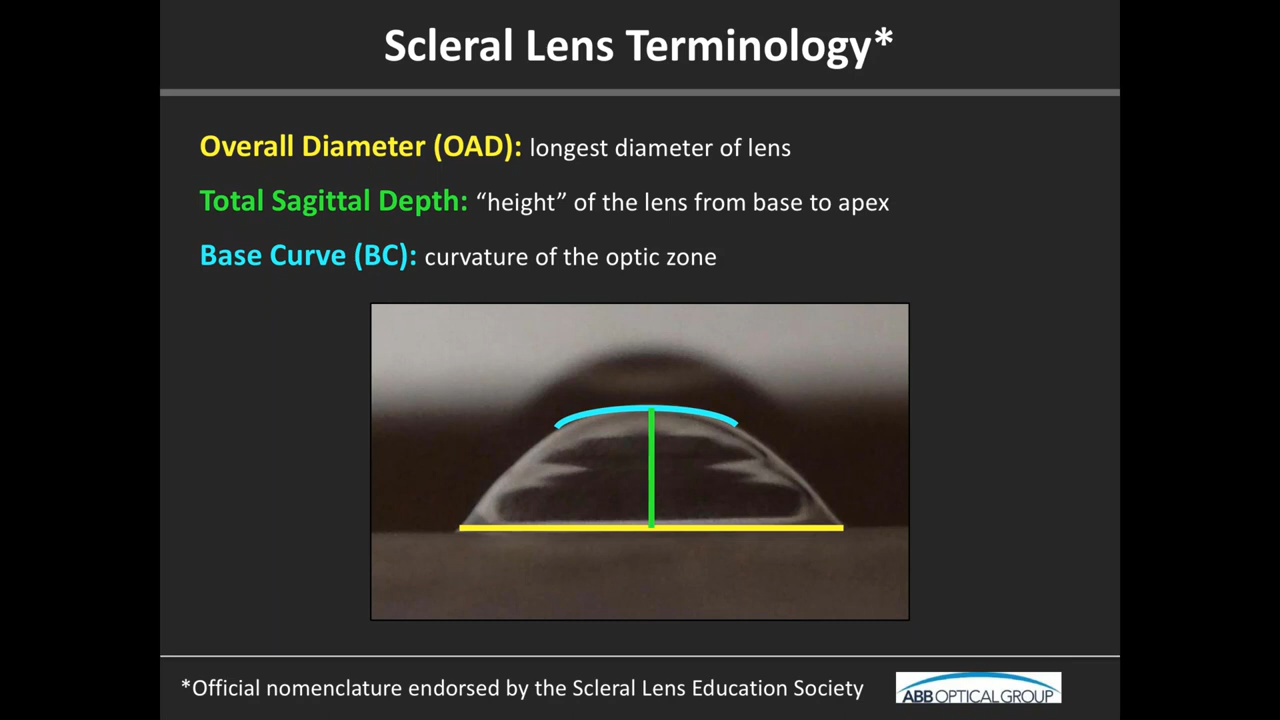 Scleral Lens Terminology*
Overall Diameter (OAD): longest diameter of lens
Total Sagittal Depth: “height” of the lens from base to apex
Base Curve (BC): curvature of the optic zone
*Official nomenclature endorsed by the Scleral Lens Education Society
ABB OPTICAL GROUP